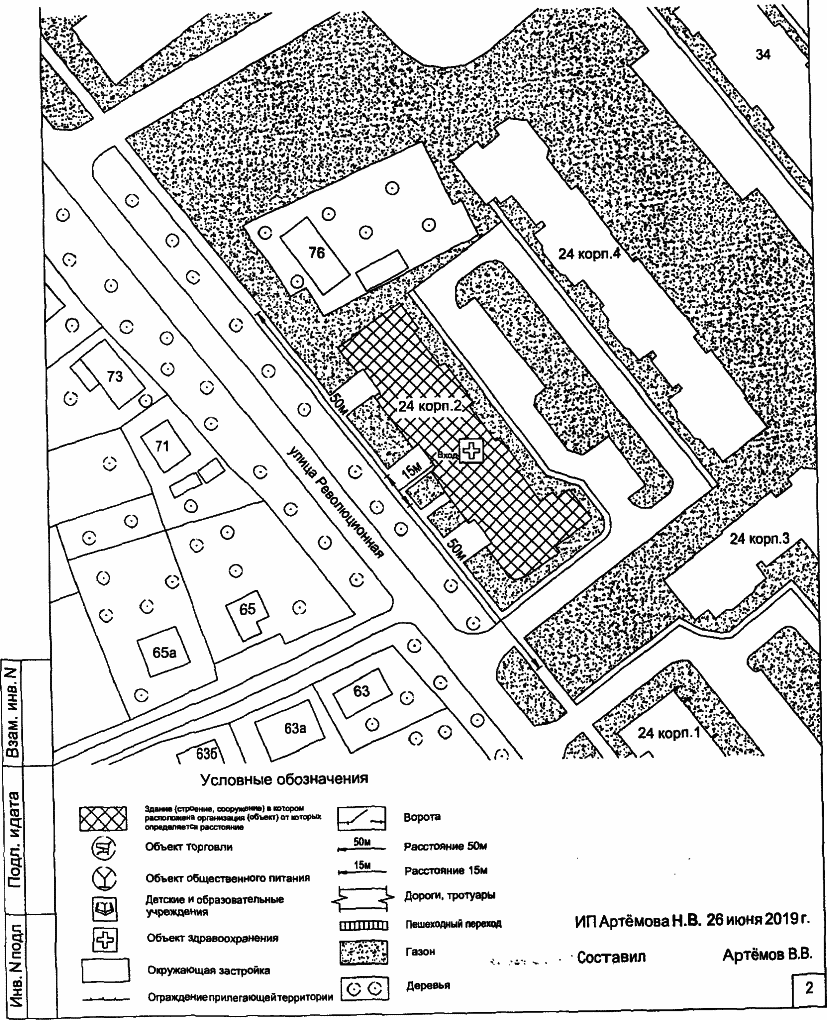 34
76
24 корп.4
73
50м
24 корп.2
71
Вход
15м
улица Революционная
50м
24 корп.3
65
65а
63
63а
63б
24 корп.1
Взам. инв. N
Подл. идата
Инв. N подл
Условные обозначения
Здание (строение, сооружение) в котором
расположена организация (объект) от которых
определяется расстояние
Объект торговли
Объект общественного питания
Детские и образовательные
учреждения
Объект здравоохранения
Окружающая застройка
Ограждение прилегающей территории
Ворота
50м
Расстояние 50м
15м
Расстояние 15м
Дороги, тротуары
Пешеходный переход
Газон
Деревья
ИП Артёмова Н.В. 26 июня 2019 г.
Составил Артёмов В.В.
2